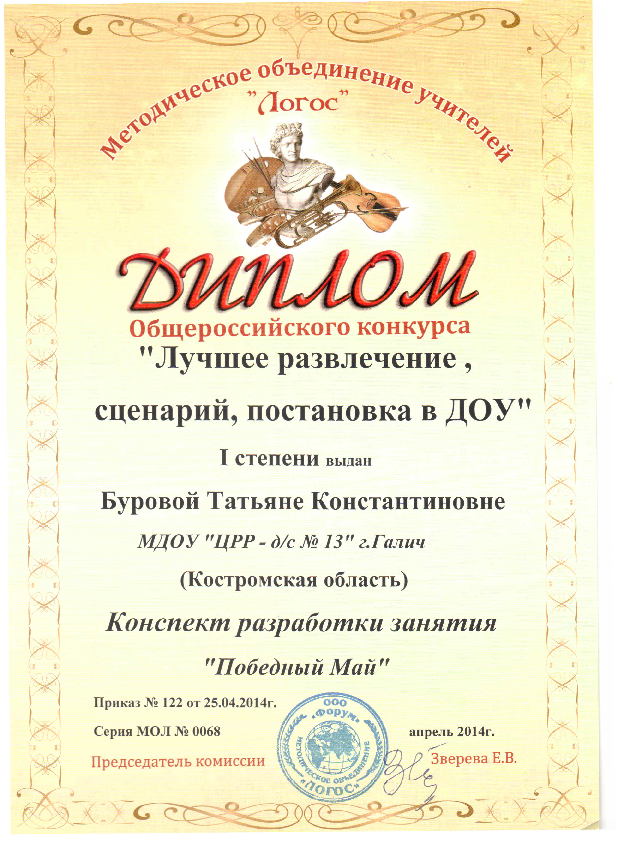 Методическое объединение учителей
"Логос"
ДИПЛОМ
Общероссийского конкурса
"Лучшее развлечение ,
сценарий, постановка в ДОУ"
I степени выдан
Буровой Татьяне Константиновне
МДОУ "ЦРР - д/с № 13" г.Галич
(Костромская область)
Конспект разработки занятия
"Победный Май"
Приказ № 122 от 25.04.2014г.
Серия МОЛ № 0068
апрель 2014г.
Председатель комиссии
Зверева Е.В.
ООО
«Форум»
МЕТОДИЧЕСКОЕ ОБЪЕДИНЕНИЕ
«ЛОГОС»